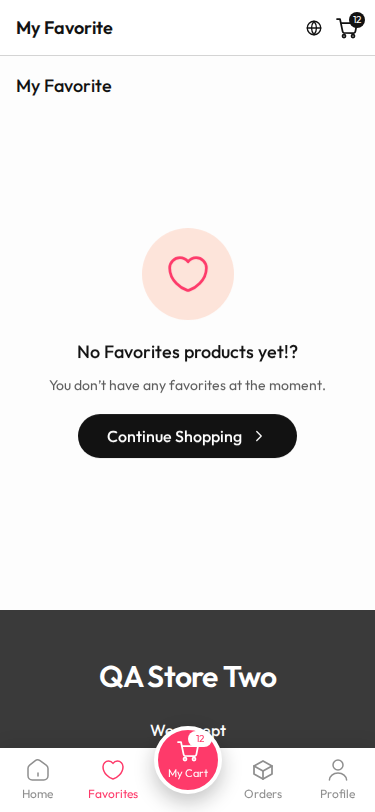 My Favorite
12
My Favorite
No Favorites products yet!?
You don't have any favorites at the moment.
Continue Shopping
QA Store Two
12
My Cart
Home
Favorites
Orders
Profile